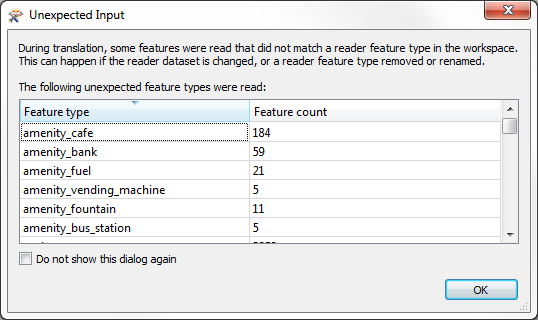 Unexpected Input
During translation, some features were read that did not match a reader feature type in the workspace.
This can happen if the reader dataset is changed, or a reader feature type removed or renamed.
The following unexpected feature types were read:
Feature type Feature count
amenity_cafe 184
amenity_bank 59
amenity_fuel 21
amenity_vending_machine 5
amenity_fountain 11
amenity_bus_station 5
Do not show this dialog again
OK